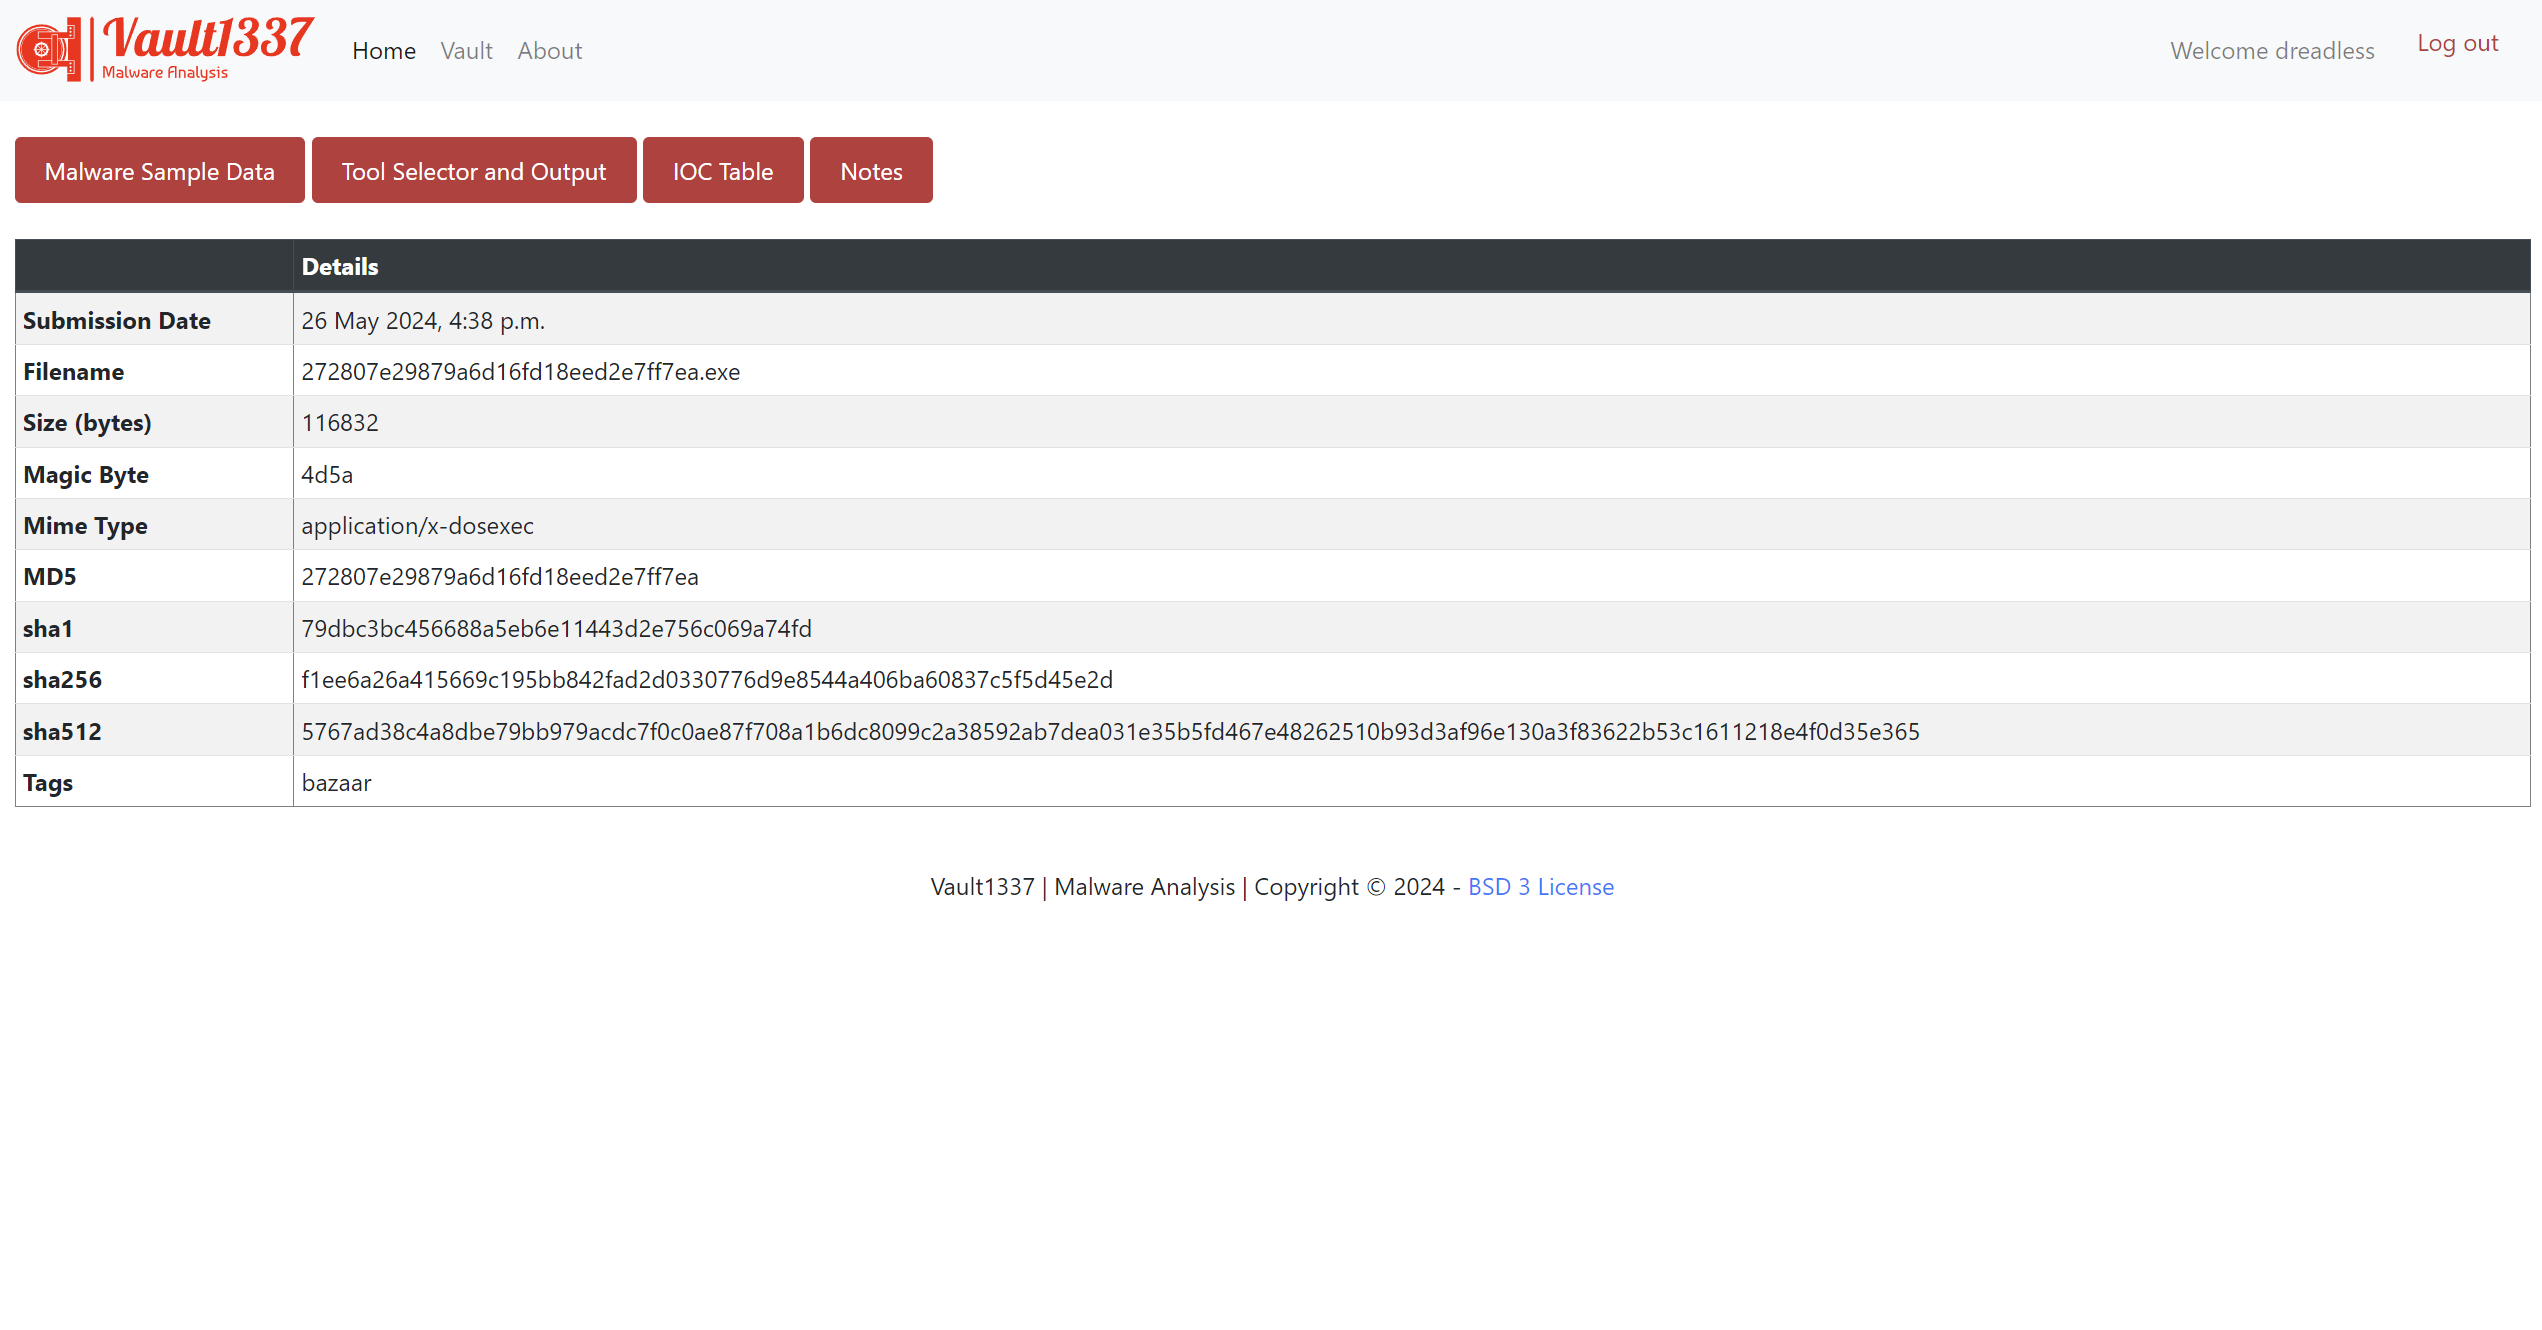 Vault1337
Malware Analysis
Home Vault About
Welcome dreadless Log out
Malware Sample Data Tool Selector and Output IOC Table Notes
Details
Submission Date 26 May 2024, 4:38 p.m.
Filename 272807e29879a6d16fd18eed2e7ff7ea.exe
Size (bytes) 116832
Magic Byte 4d5a
Mime Type application/x-dosexec
MD5 272807e29879a6d16fd18eed2e7ff7ea
sha1 79dbc3bc456688a5eb6e11443d2e756c069a74fd
sha256 f1ee6a26a415669c195bb842fad2d0330776d9e8544a406ba60837c5f5d45e2d
sha512 5767ad38c4a8dbe79bb979acdc7f0c0ae87f708a1b6dc8099c2a38592ab7dea031e35b5fd467e48262510b93d3af96e130a3f83622b53c1611218e4f0d35e365
Tags bazaar
Vault1337 | Malware Analysis | Copyright © 2024 - BSD 3 License